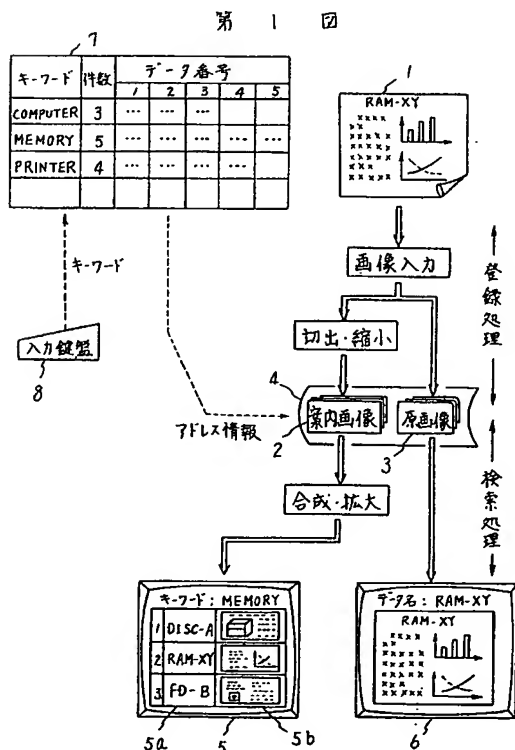 第 1 図
7
キーワード 件数 データ番号
1 2 3 4 5
COMPUTER 3 … … …
MEMORY 5 … … … … …
PRINTER 4 … … … …
キーワード
入力鍵盤
8
1
RAM-XY
画像入力
切出・縮小
登録処理
4
案内画像
2
原画像
3
アドレス情報
検索処理
合成・拡大
キーワード: MEMORY
1 DISC-A
2 RAM-XY
3 FD-B
5a
5
5b
データ名: RAM-XY
RAM-XY
6